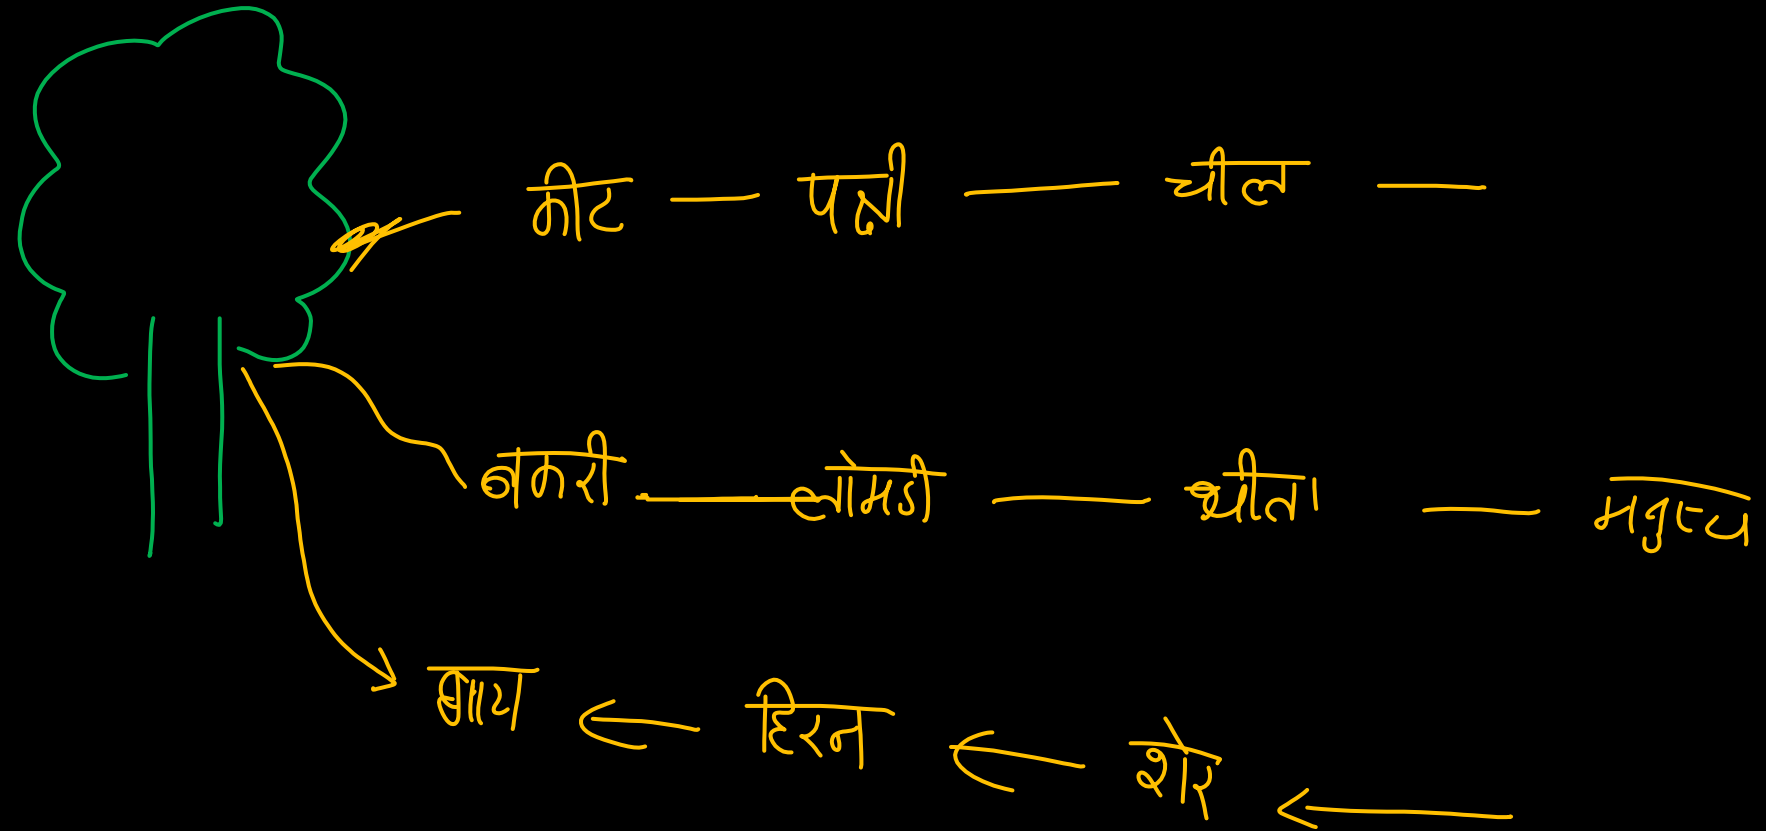 कीट पक्षी चील
बकरी लोमडी चीता मनुष्य
गाय हिरन शेर